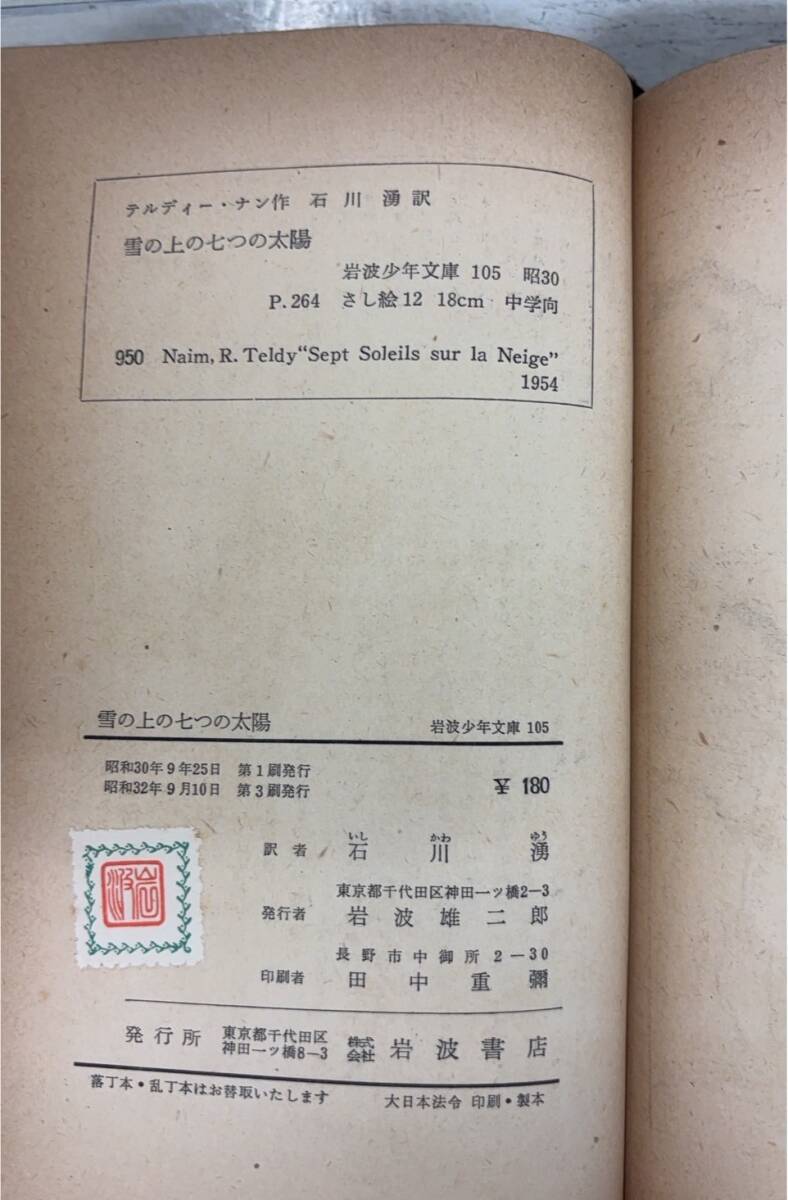 テルディー・ナン作 石川湧訳
雪の上の七つの太陽
岩波少年文庫 105 昭30
P.264 さし絵12 18cm 中学向
950 Naim, R. Teldy“Sept Soleils sur la Neige”
1954
雪の上の七つの太陽 岩波少年文庫 105
昭和30年9年25日 第1刷発行
昭和32年9月10日 第3刷発行
¥ 180
いし かわ ゆう
訳者 石川湧
東京都千代田区神田一ツ橋2-3
発行者 岩波雄二郎
長野市中御所2-30
印刷者 田中重彌
発行所 東京都千代田区神田一ツ橋8-3 株式会社 岩波書店
落丁本・乱丁本はお替取いたします 大日本法令 印刷・製本
岩波